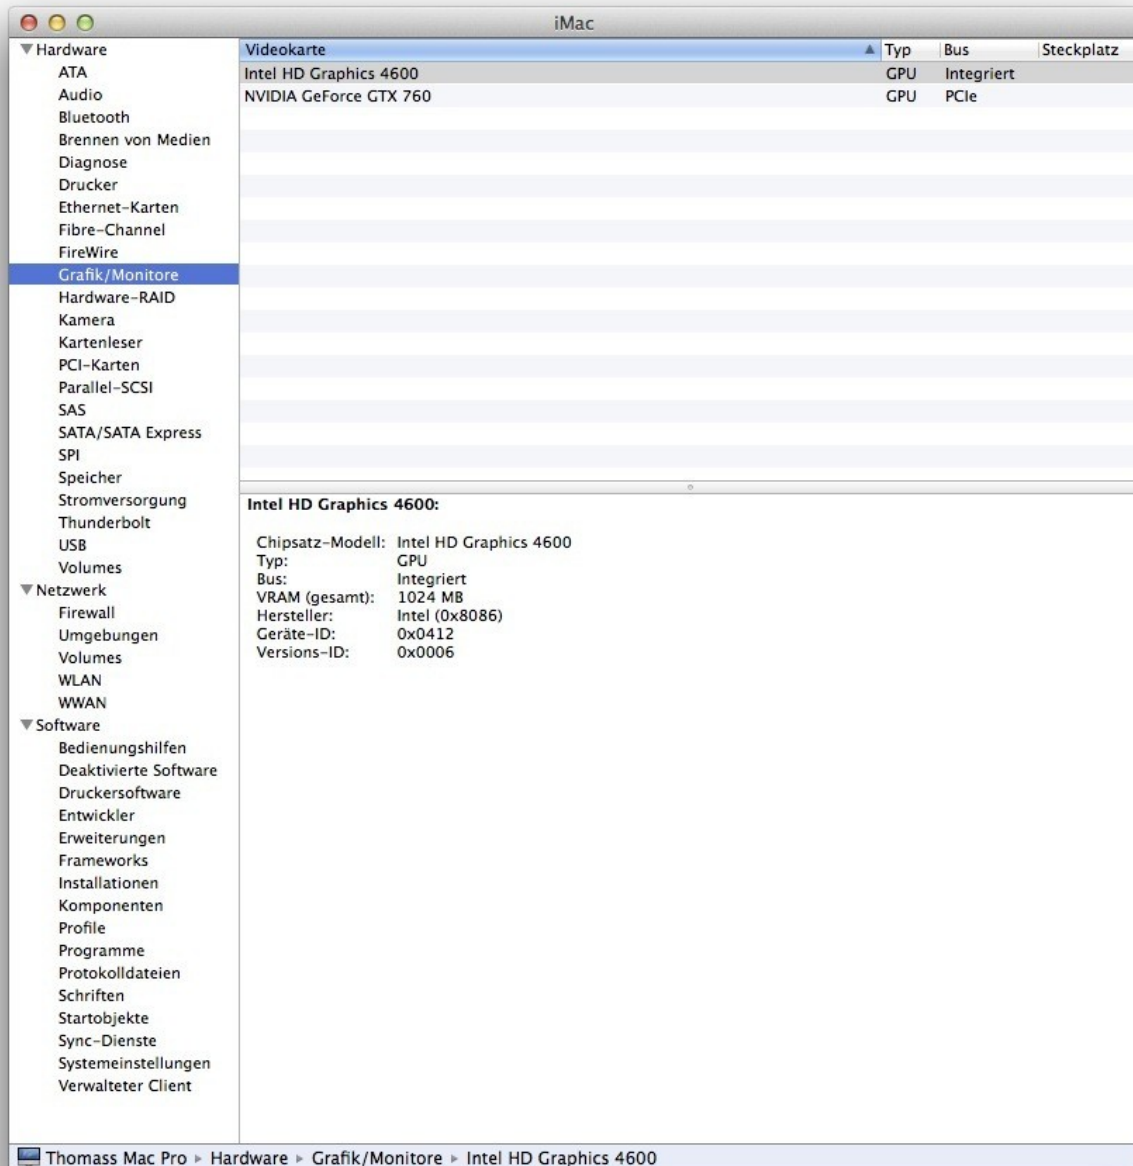 iMac
Hardware
ATA
Audio
Bluetooth
Brennen von Medien
Diagnose
Drucker
Ethernet-Karten
Fibre-Channel
FireWire
Grafik/Monitore
Hardware-RAID
Kamera
Kartenleser
PCI-Karten
Parallel-SCSI
SAS
SATA/SATA Express
SPI
Speicher
Stromversorgung
Thunderbolt
USB
Volumes
Netzwerk
Firewall
Umgebungen
Volumes
WLAN
WWAN
Software
Bedienungshilfen
Deaktivierte Software
Druckersoftware
Entwickler
Erweiterungen
Frameworks
Installationen
Komponenten
Profile
Programme
Protokolldateien
Schriften
Startobjekte
Sync-Dienste
Systemeinstellungen
Verwalteter Client
Videokarte Typ Bus Steckplatz
Intel HD Graphics 4600 GPU Integriert
NVIDIA GeForce GTX 760 GPU PCIe
Intel HD Graphics 4600:
Chipsatz-Modell: Intel HD Graphics 4600
Typ: GPU
Bus: Integriert
VRAM (gesamt): 1024 MB
Hersteller: Intel (0x8086)
Geräte-ID: 0x0412
Versions-ID: 0x0006
Thomass Mac Pro ▸ Hardware ▸ Grafik/Monitore ▸ Intel HD Graphics 4600